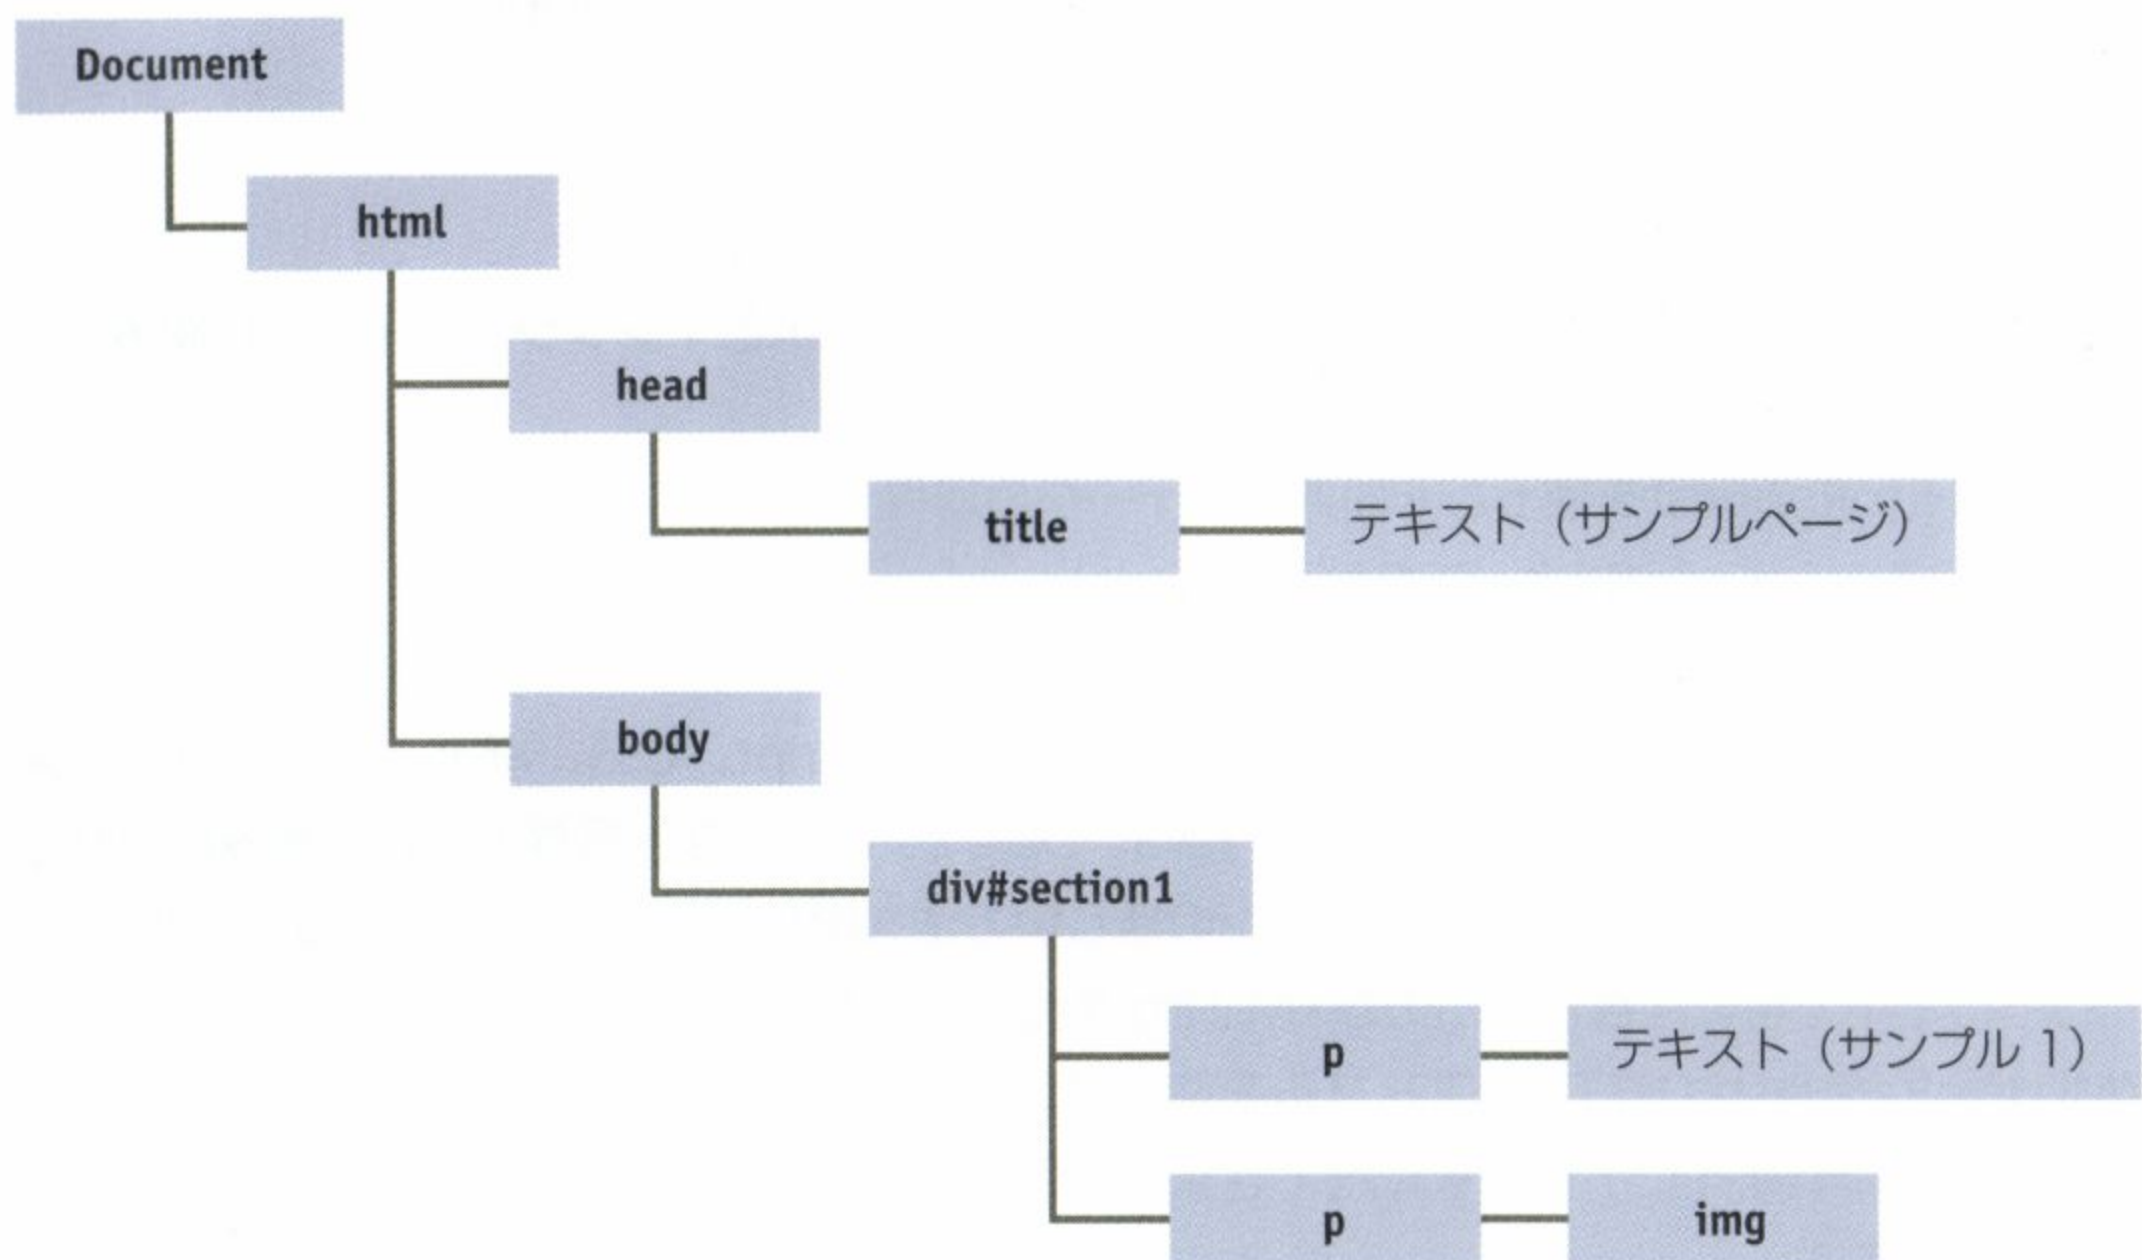 Document
html
head
title
テキスト（サンプルページ）
body
div#section1
p
テキスト（サンプル 1）
p
img